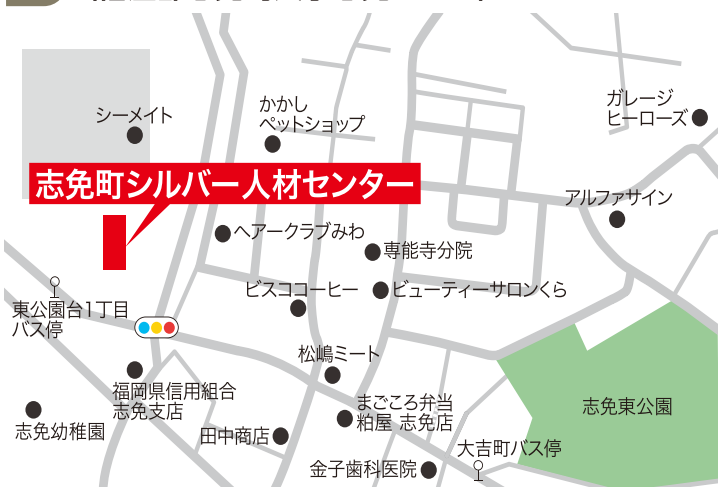 シーメイト
かかし
ペットショップ
ガレージ
ヒーローズ
志免町シルバー人材センター
アルファサイン
ヘアークラブみわ
専能寺分院
ビスココーヒー
ビューティーサロンくら
東公園台1丁目
バス停
松嶋ミート
福岡県信用組合
志免支店
まごころ弁当
粕屋 志免店
志免東公園
志免幼稚園
田中商店
大吉町バス停
金子歯科医院